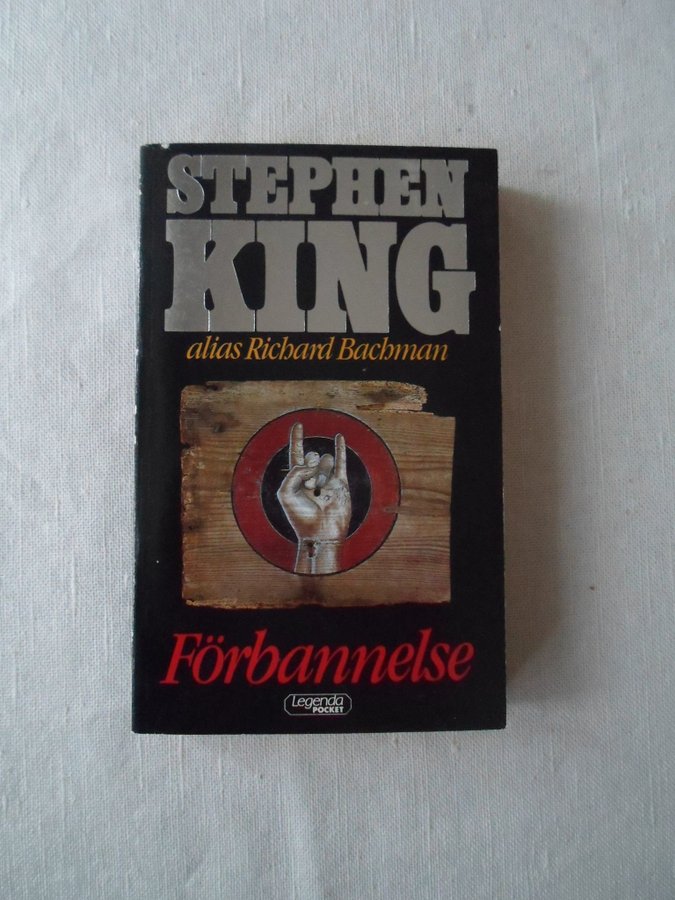 STEPHEN
KING
alias Richard Bachman
Förbannelse
Legenda
POCKET